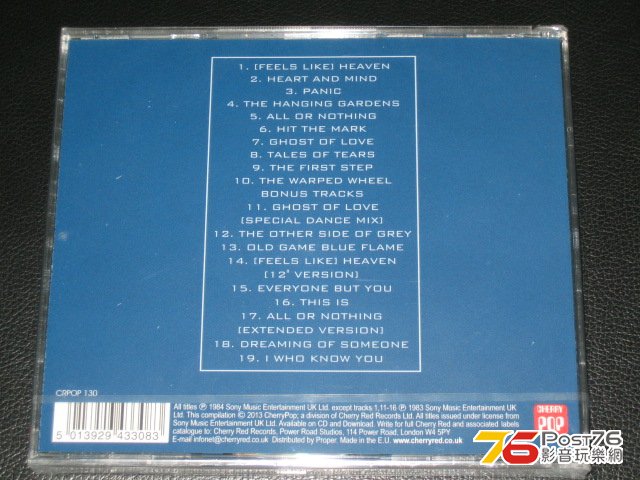 1. [FEELS LIKE] HEAVEN
2. HEART AND MIND
3. PANIC
4. THE HANGING GARDENS
5. ALL OR NOTHING
6. HIT THE MARK
7. GHOST OF LOVE
8. TALES OF TEARS
9. THE FIRST STEP
10. THE WARPED WHEEL
BONUS TRACKS
11. GHOST OF LOVE
[SPECIAL DANCE MIX]
12. THE OTHER SIDE OF GREY
13. OLD GAME BLUE FLAME
14. [FEELS LIKE] HEAVEN
[12" VERSION]
15. EVERYONE BUT YOU
16. THIS IS
17. ALL OR NOTHING
[EXTENDED VERSION]
18. DREAMING OF SOMEONE
19. I WHO KNOW YOU
CRPOP 130
5 013929 433083
All titles ℗ 1984 Sony Music Entertainment UK Ltd. except tracks 1,11-16 ℗ 1983 Sony Music Entertainment UK
Ltd. This compilation © 2013 CherryPop; a division of Cherry Red Records Ltd. All titles issued under license from
Sony Music Entertainment UK Ltd. Available on CD and Download. Write for full Cherry Red and associated labels
catalogue to: Cherry Red Records, Power Road Studios, 114 Power Road, London W4 5PY
E-mail infonet@cherryred.co.uk Distributed by Proper. Made in the E.U. www.cherryred.co.uk
CHERRY
POP
76 Post76
影音玩樂網